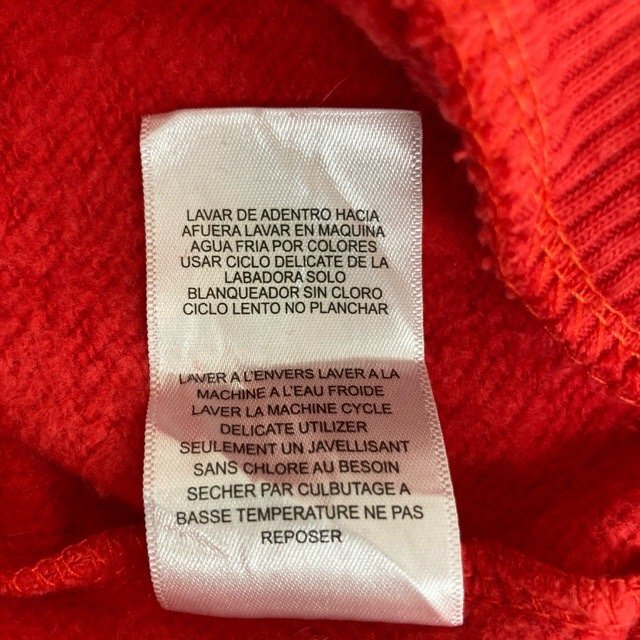 LAVAR DE ADENTRO HACIA
AFUERA LAVAR EN MAQUINA
AGUA FRIA POR COLORES
USAR CICLO DELICATE DE LA
LABADORA SOLO
BLANQUEADOR SIN CLORO
CICLO LENTO NO PLANCHAR
LAVER A L'ENVERS LAVER A LA
MACHINE A L'EAU FROIDE
LAVER LA MACHINE CYCLE
DELICATE UTILIZER
SEULEMENT UN JAVELLISANT
SANS CHLORE AU BESOIN
SECHER PAR CULBUTAGE A
BASSE TEMPERATURE NE PAS
REPOSER